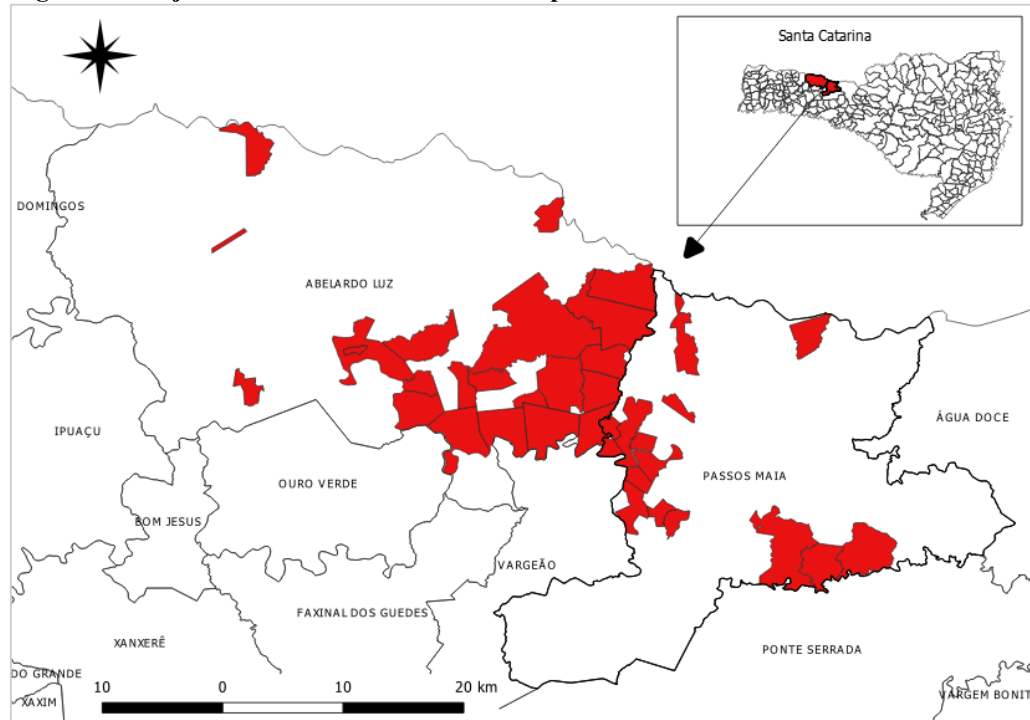 Santa Catarina
DOMINGOS
ABELARDO LUZ
ÁGUA DOCE
IPUAÇU
PASSOS MAIA
OURO VERDE
BOM JESUS
VARGEÃO
FAXINAL DOS GUEDES
XANXERÊ
PONTE SERRADA
DO GRANDE
XAXIM
VARGEM BONIT
10 0 10 20 km